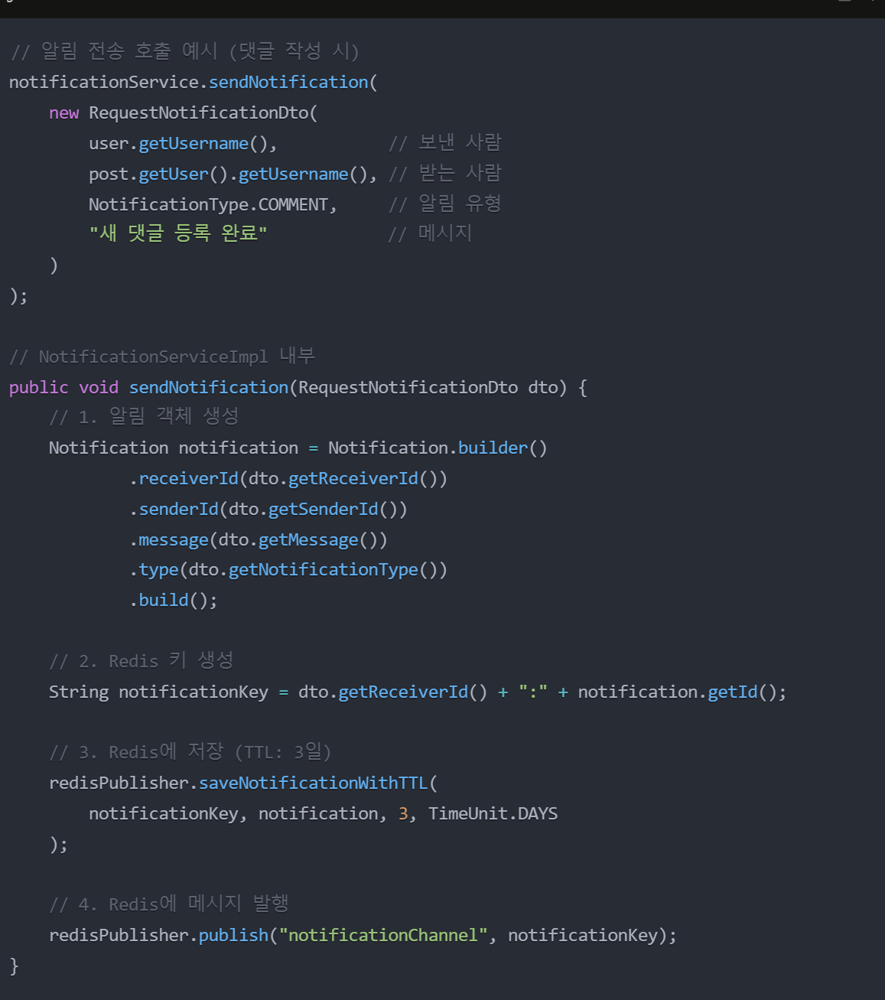 // 알림 전송 호출 예시 (댓글 작성 시)
notificationService.sendNotification(
    new RequestNotificationDto(
        user.getUsername(),           // 보낸 사람
        post.getUser().getUsername(), // 받는 사람
        NotificationType.COMMENT,     // 알림 유형
        "새 댓글 등록 완료"            // 메시지
    )
);
// NotificationServiceImpl 내부
public void sendNotification(RequestNotificationDto dto) {
    // 1. 알림 객체 생성
    Notification notification = Notification.builder()
            .receiverId(dto.getReceiverId())
            .senderId(dto.getSenderId())
            .message(dto.getMessage())
            .type(dto.getNotificationType())
            .build();
    // 2. Redis 키 생성
    String notificationKey = dto.getReceiverId() + ":" + notification.getId();
    // 3. Redis에 저장 (TTL: 3일)
    redisPublisher.saveNotificationWithTTL(
        notificationKey, notification, 3, TimeUnit.DAYS
    );
    // 4. Redis에 메시지 발행
    redisPublisher.publish("notificationChannel", notificationKey);
}